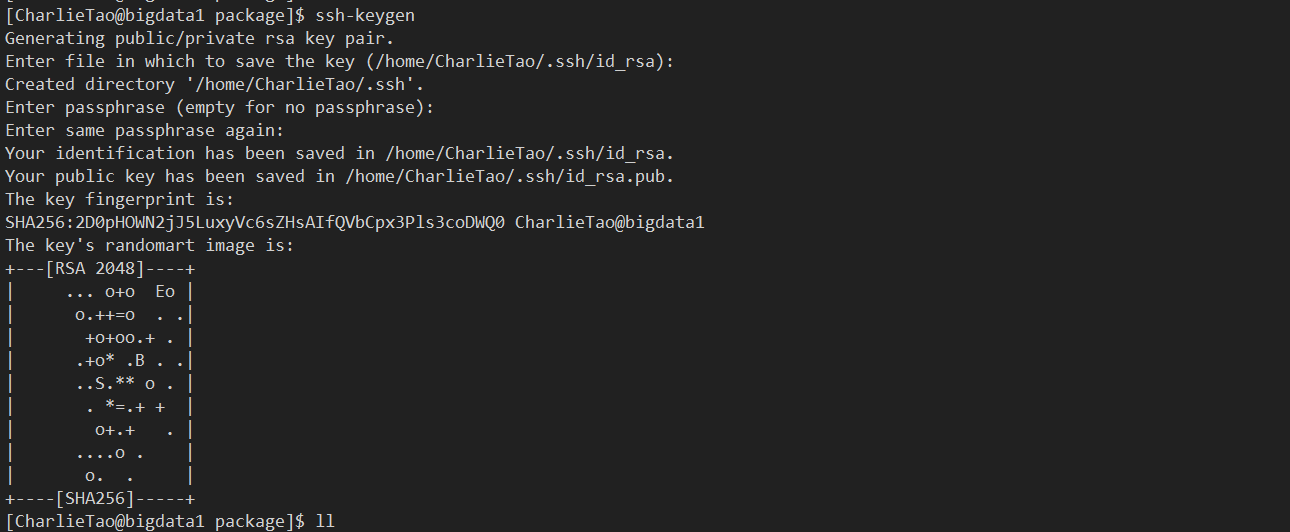 [CharlieTao@bigdata1 package]$ ssh-keygen
Generating public/private rsa key pair.
Enter file in which to save the key (/home/CharlieTao/.ssh/id_rsa):
Created directory '/home/CharlieTao/.ssh'.
Enter passphrase (empty for no passphrase):
Enter same passphrase again:
Your identification has been saved in /home/CharlieTao/.ssh/id_rsa.
Your public key has been saved in /home/CharlieTao/.ssh/id_rsa.pub.
The key fingerprint is:
SHA256:2D0pHOWN2jJ5LuxyVc6sZHsAIfQVbCpx3Pls3coDWQ0 CharlieTao@bigdata1
The key's randomart image is:
+---[RSA 2048]----+
|     ... o+o  Eo |
|      o.++=o  . .|
|       +o+oo.+ . |
|      .+o* .B . .|
|      ..S.** o . |
|       . *=.+ +  |
|        o+.+   . |
|      ....o .    |
|       o.  .     |
+----[SHA256]-----+
[CharlieTao@bigdata1 package]$ ll